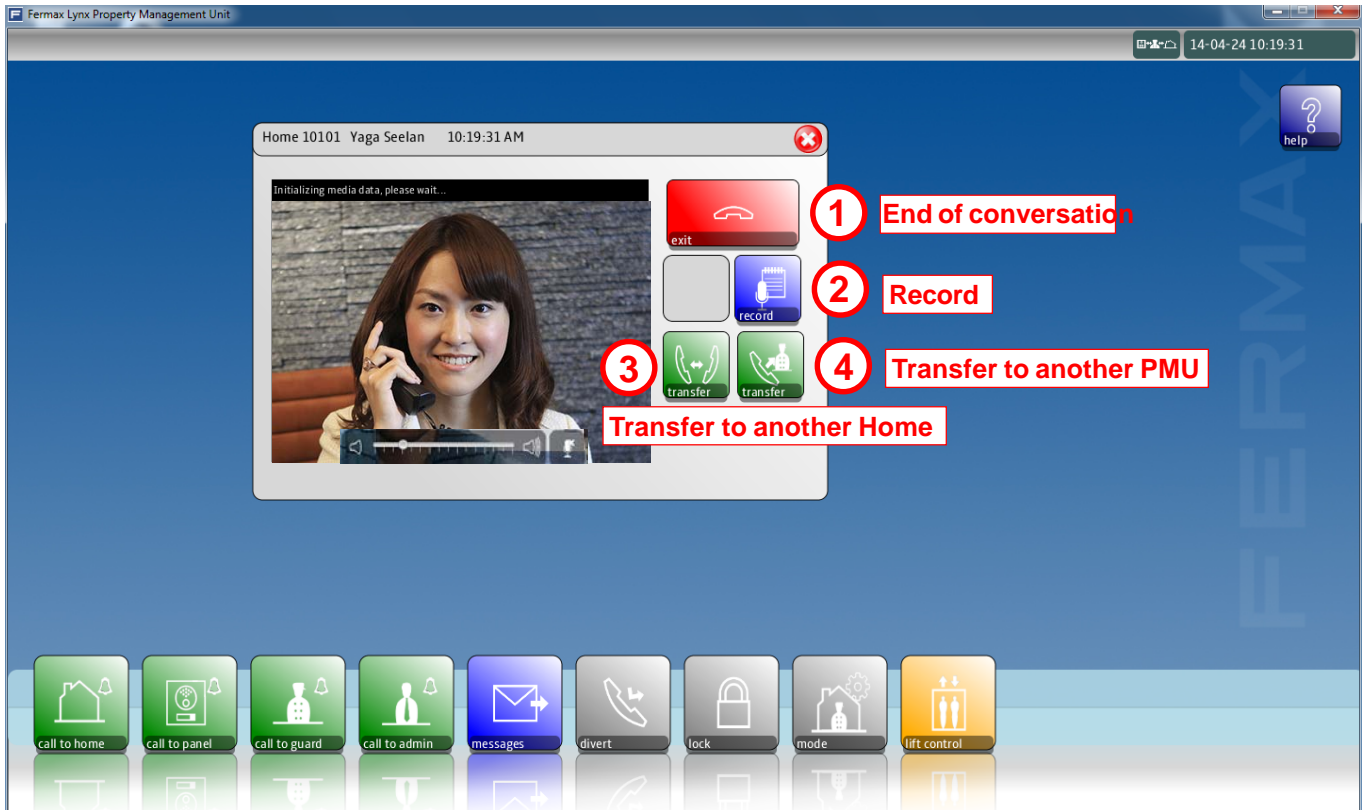 Fermax Lynx Property Management Unit
14-04-24 10:19:31
help
Home 10101 Yaga Seelan 10:19:31 AM
Initializing media data, please wait...
exit
1 End of conversation
record
2 Record
3
transfer
transfer
4 Transfer to another PMU
Transfer to another Home
FERMAX
call to home
call to panel
call to guard
call to admin
messages
divert
lock
mode
lift control